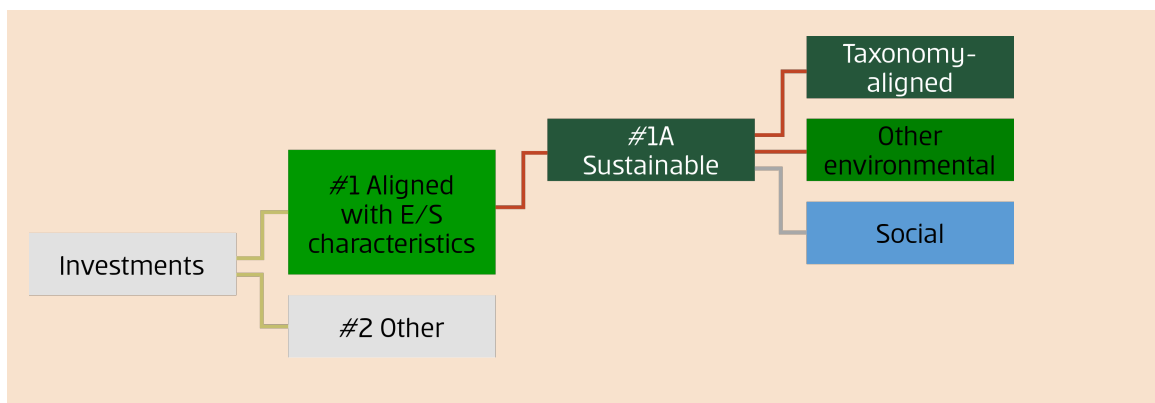 Investments
#1 Aligned
with E/S
characteristics
#2 Other
#1A
Sustainable
Taxonomy-
aligned
Other
environmental
Social